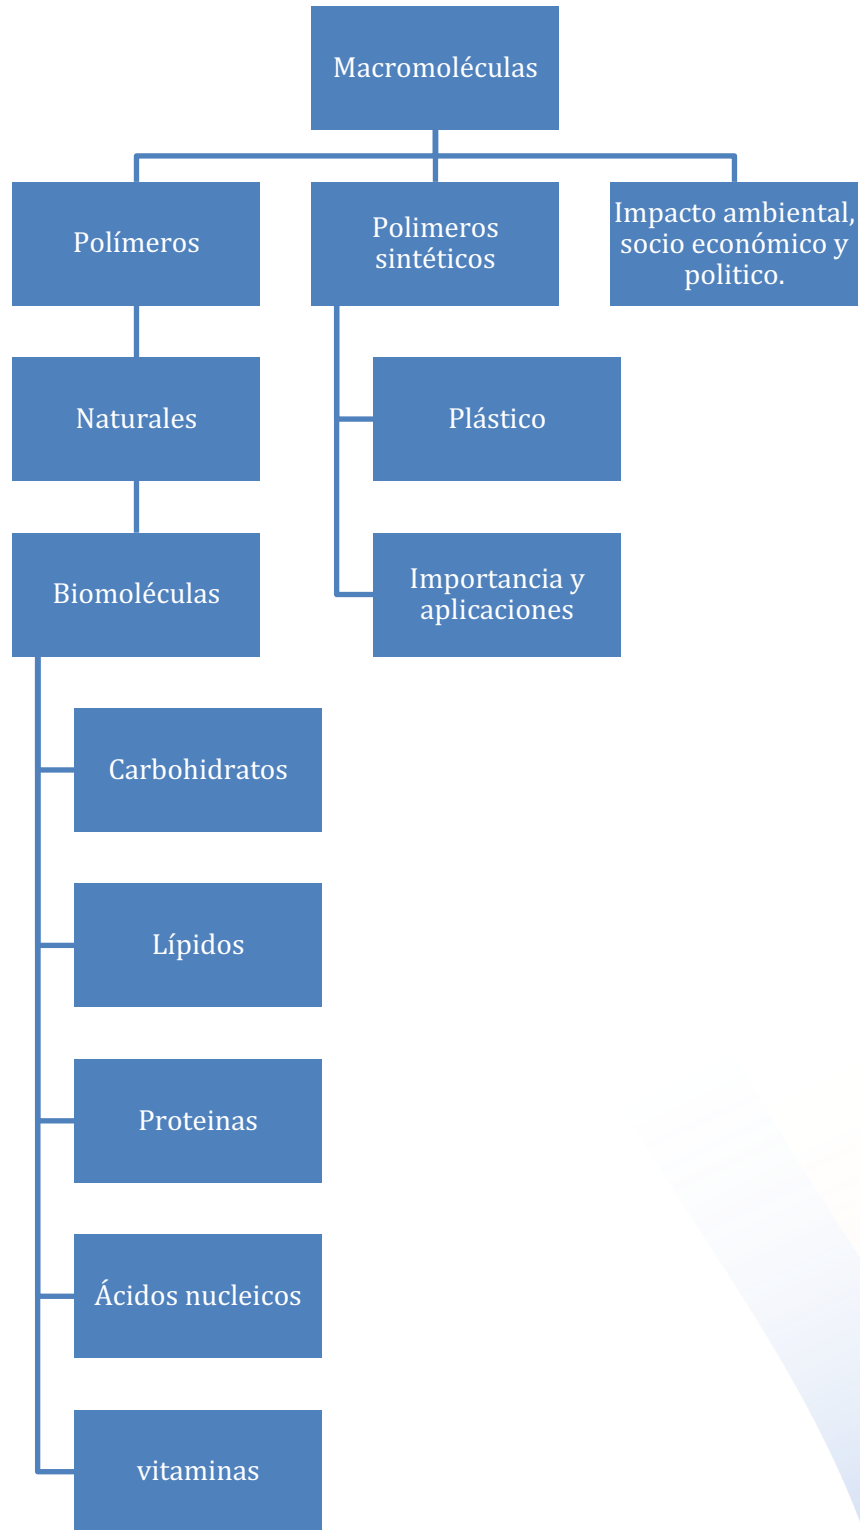 Macromoléculas
Polímeros
Polimeros
sintéticos
Impacto ambiental,
socio económico y
politico.
Naturales
Plástico
Biomoléculas
Importancia y
aplicaciones
Carbohidratos
Lípidos
Proteinas
Ácidos nucleicos
vitaminas